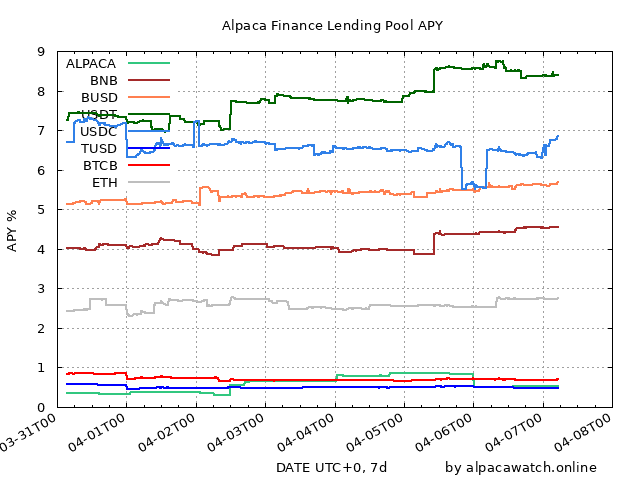 Alpaca Finance Lending Pool APY
9
8
7
6
5
4
3
2
1
0
APY %
ALPACA
BNB
BUSD
USDT
USDC
TUSD
BTCB
ETH
03-31T00
04-01T00
04-02T00
04-03T00
04-04T00
04-05T00
04-06T00
04-07T00
04-08T00
DATE UTC+0, 7d
by alpacawatch.online